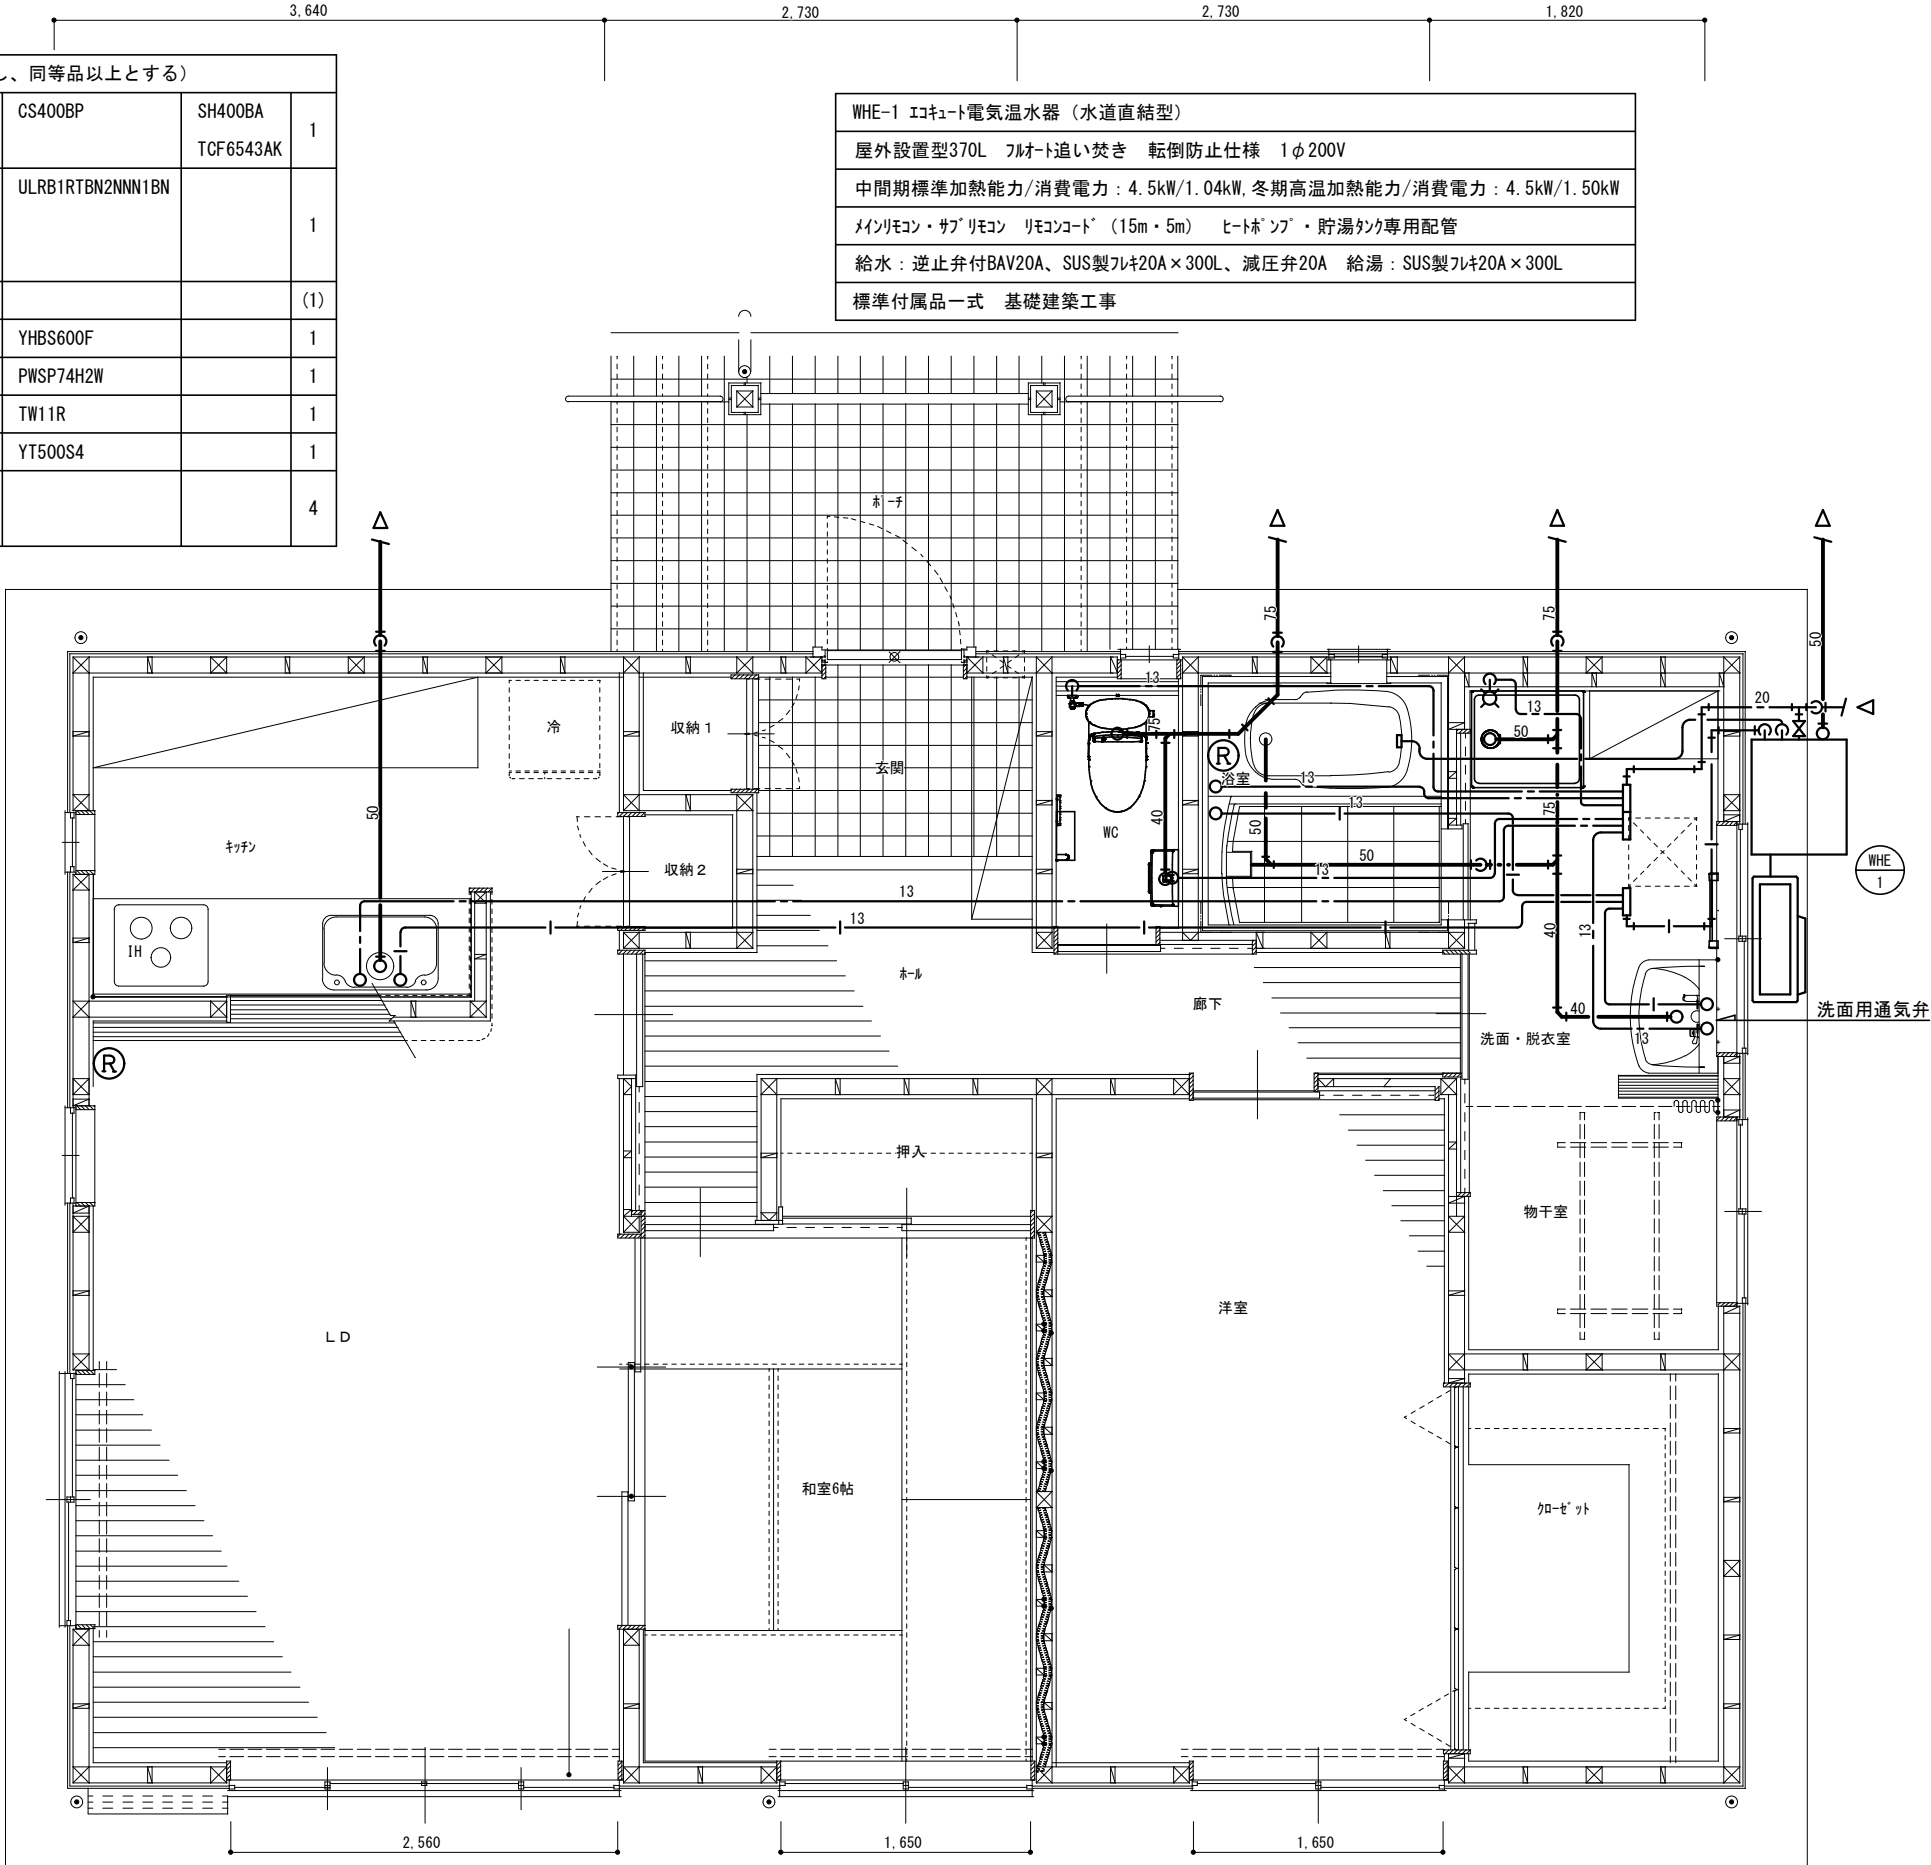 3,640
2,730
2,730
1,820
し、同等品以上とする）
CS400BP SH400BA 1
TCF6543AK
ULRB1RTBN2NNN1BN 1
(1)
YHBS600F 1
PWSP74H2W 1
TW11R 1
YT500S4 1
4
WHE-1 ｴｺｷｭｰﾄ電気温水器（水道直結型）
屋外設置型370L ﾌﾙｵｰﾄ追い焚き 転倒防止仕様 1φ200V
中間期標準加熱能力/消費電力：4.5kW/1.04kW,冬期高温加熱能力/消費電力：4.5kW/1.50kW
ﾒｲﾝﾘﾓｺﾝ・ｻﾌﾞﾘﾓｺﾝ ﾘﾓｺﾝｺｰﾄﾞ（15m・5m） ﾋｰﾄﾎﾟﾝﾌﾟ・貯湯ﾀﾝｸ専用配管
給水：逆止弁付BAV20A、SUS製ﾌﾚｷ20A×300L、減圧弁20A 給湯：SUS製ﾌﾚｷ20A×300L
標準付属品一式 基礎建築工事
ﾎﾟｰﾁ
75
75
50
13
75
13
50
20
冷
収納１
玄関
R
浴室
13
13
75
50
キッチン
収納２
WC
40
50
50
13
WHE
1
13
13
IH
40
13
ﾎｰﾙ
廊下
40
13
洗面・脱衣室
洗面用通気弁
R
押入
物干室
洋室
ＬＤ
和室6帖
ｸﾛｰｾﾞｯﾄ
2,560
1,650
1,650